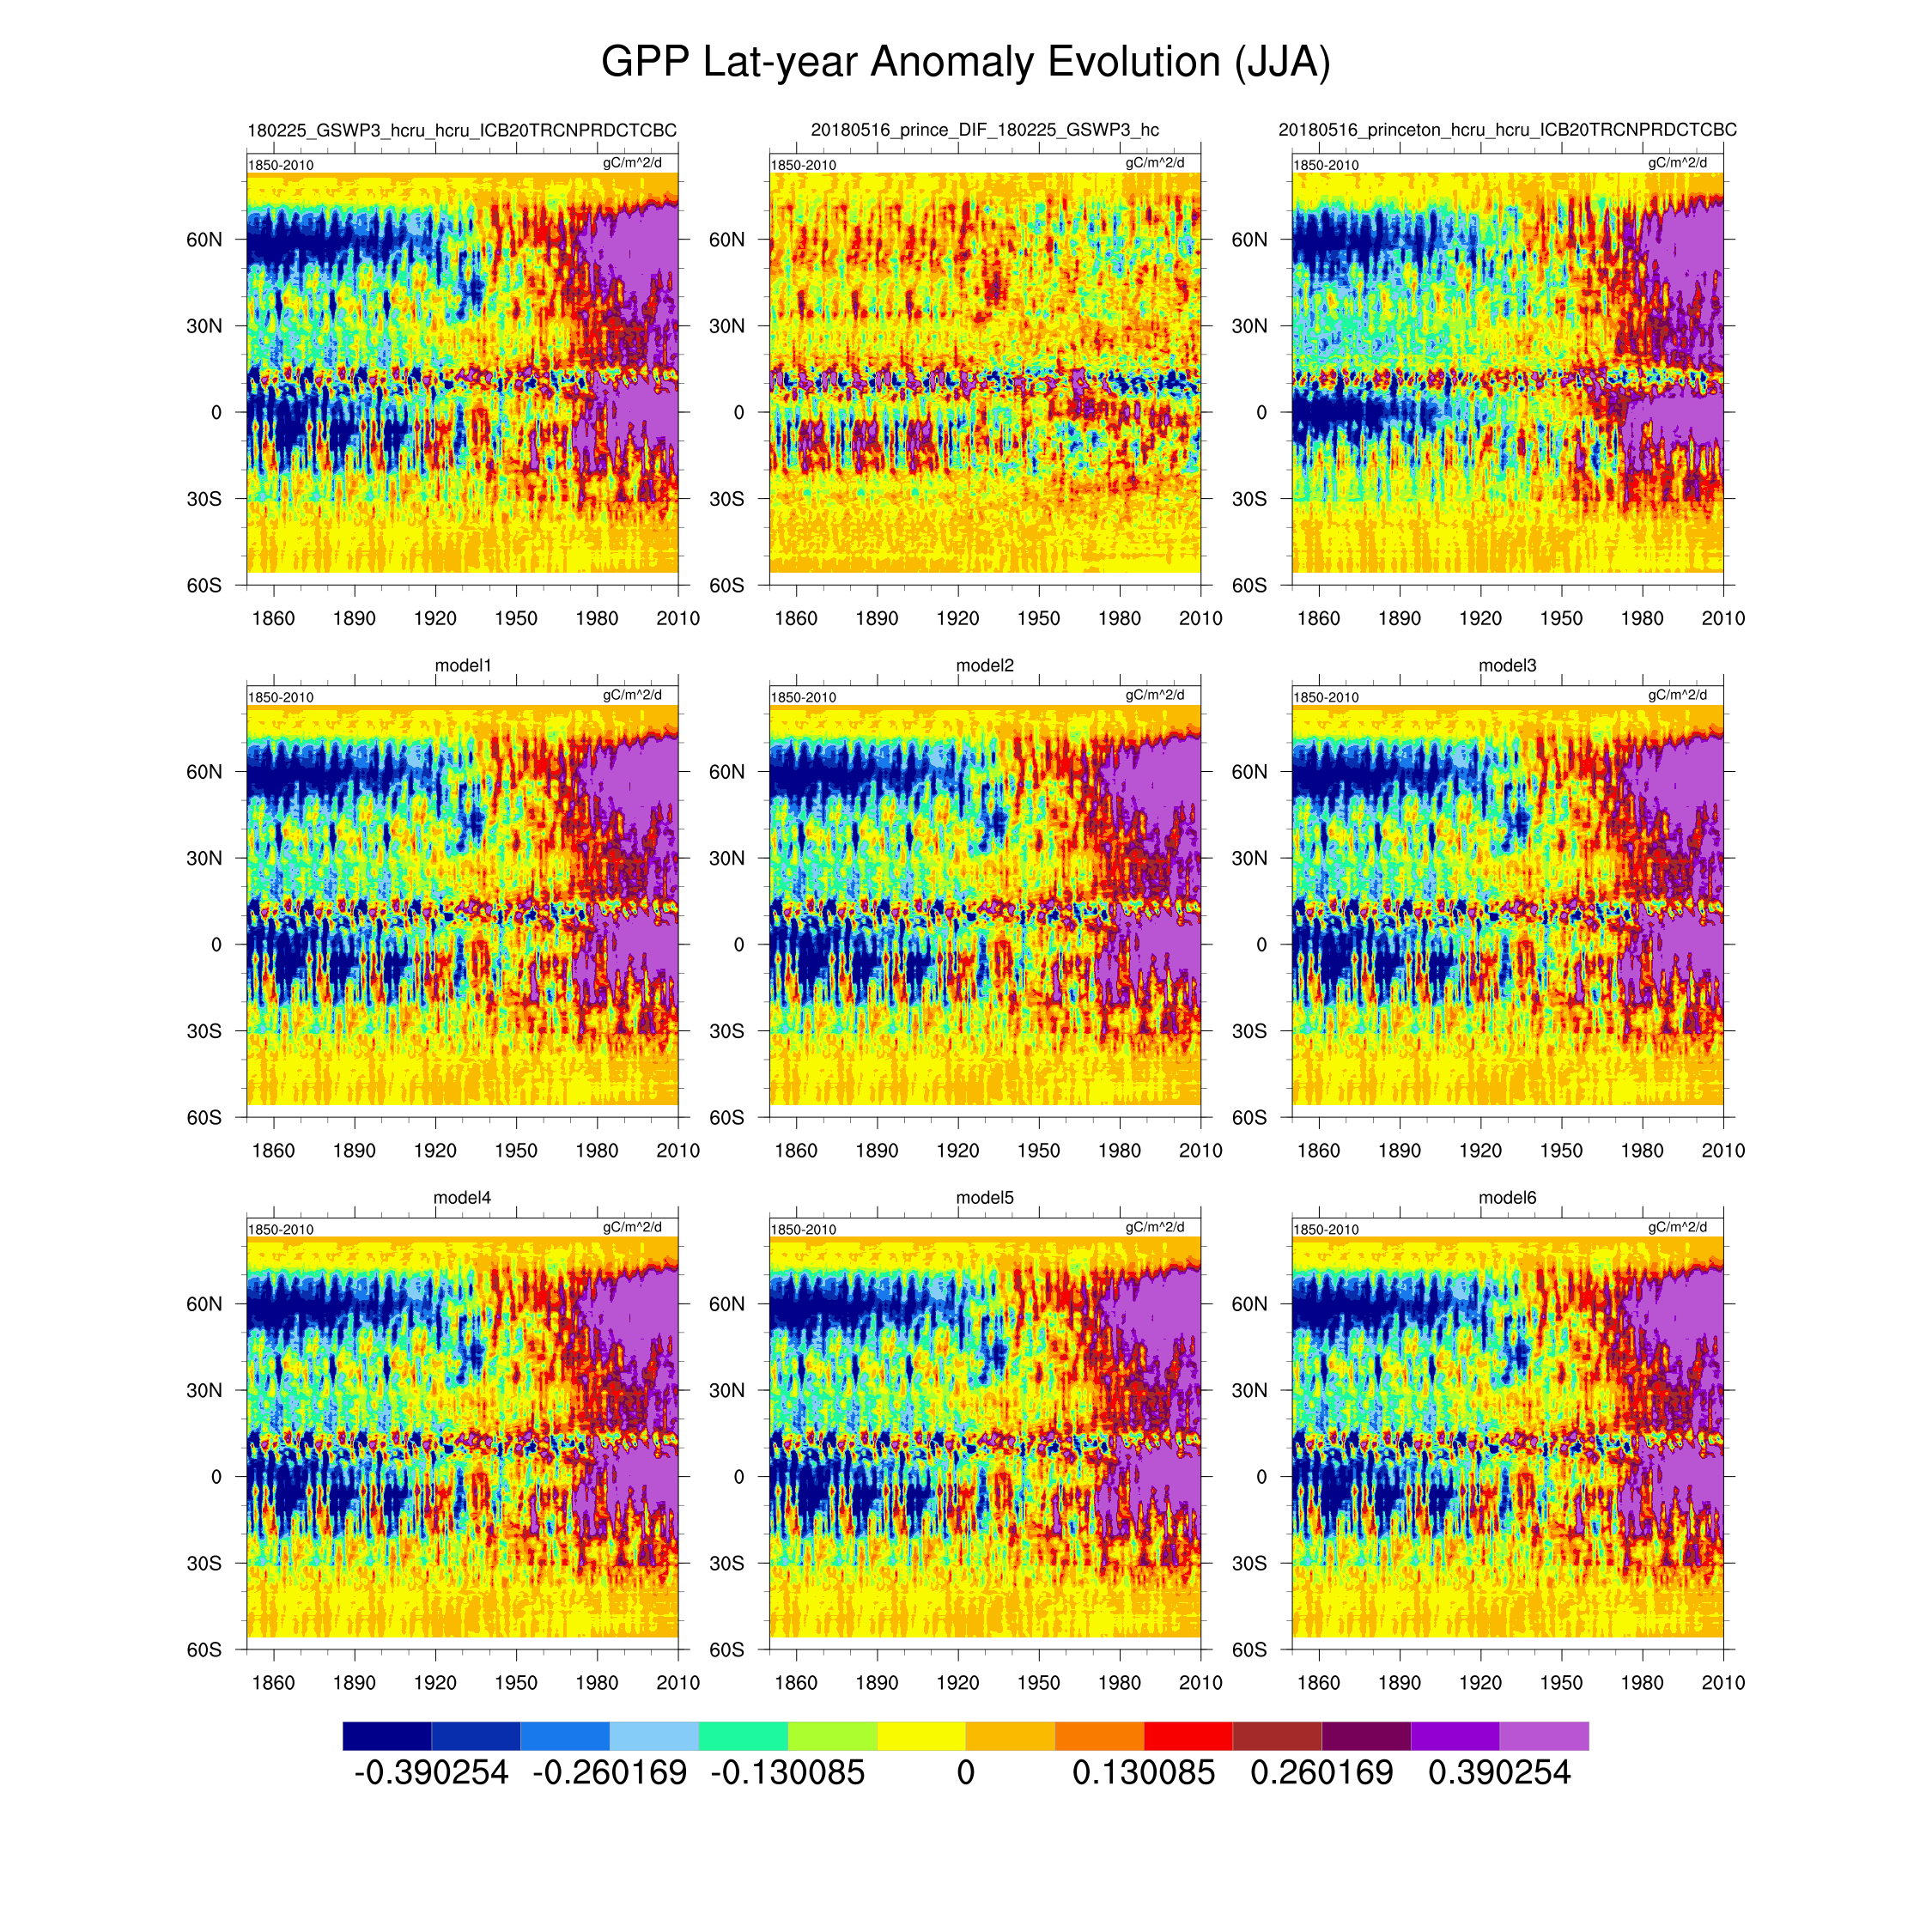 GPP Lat-year Anomaly Evolution (JJA)
180225_GSWP3_hcru_hcru_ICB20TRCNPRDCTCBC
1850-2010 gC/m^2/d
60N
30N
0
30S
60S
1860 1890 1920 1950 1980 2010
20180516_prince_DIF_180225_GSWP3_hc
1850-2010 gC/m^2/d
60N
30N
0
30S
60S
1860 1890 1920 1950 1980 2010
20180516_princeton_hcru_hcru_ICB20TRCNPRDCTCBC
1850-2010 gC/m^2/d
60N
30N
0
30S
60S
1860 1890 1920 1950 1980 2010
model1
1850-2010 gC/m^2/d
60N
30N
0
30S
60S
1860 1890 1920 1950 1980 2010
model2
1850-2010 gC/m^2/d
60N
30N
0
30S
60S
1860 1890 1920 1950 1980 2010
model3
1850-2010 gC/m^2/d
60N
30N
0
30S
60S
1860 1890 1920 1950 1980 2010
model4
1850-2010 gC/m^2/d
60N
30N
0
30S
60S
1860 1890 1920 1950 1980 2010
model5
1850-2010 gC/m^2/d
60N
30N
0
30S
60S
1860 1890 1920 1950 1980 2010
model6
1850-2010 gC/m^2/d
60N
30N
0
30S
60S
1860 1890 1920 1950 1980 2010
-0.390254 -0.260169 -0.130085 0 0.130085 0.260169 0.390254